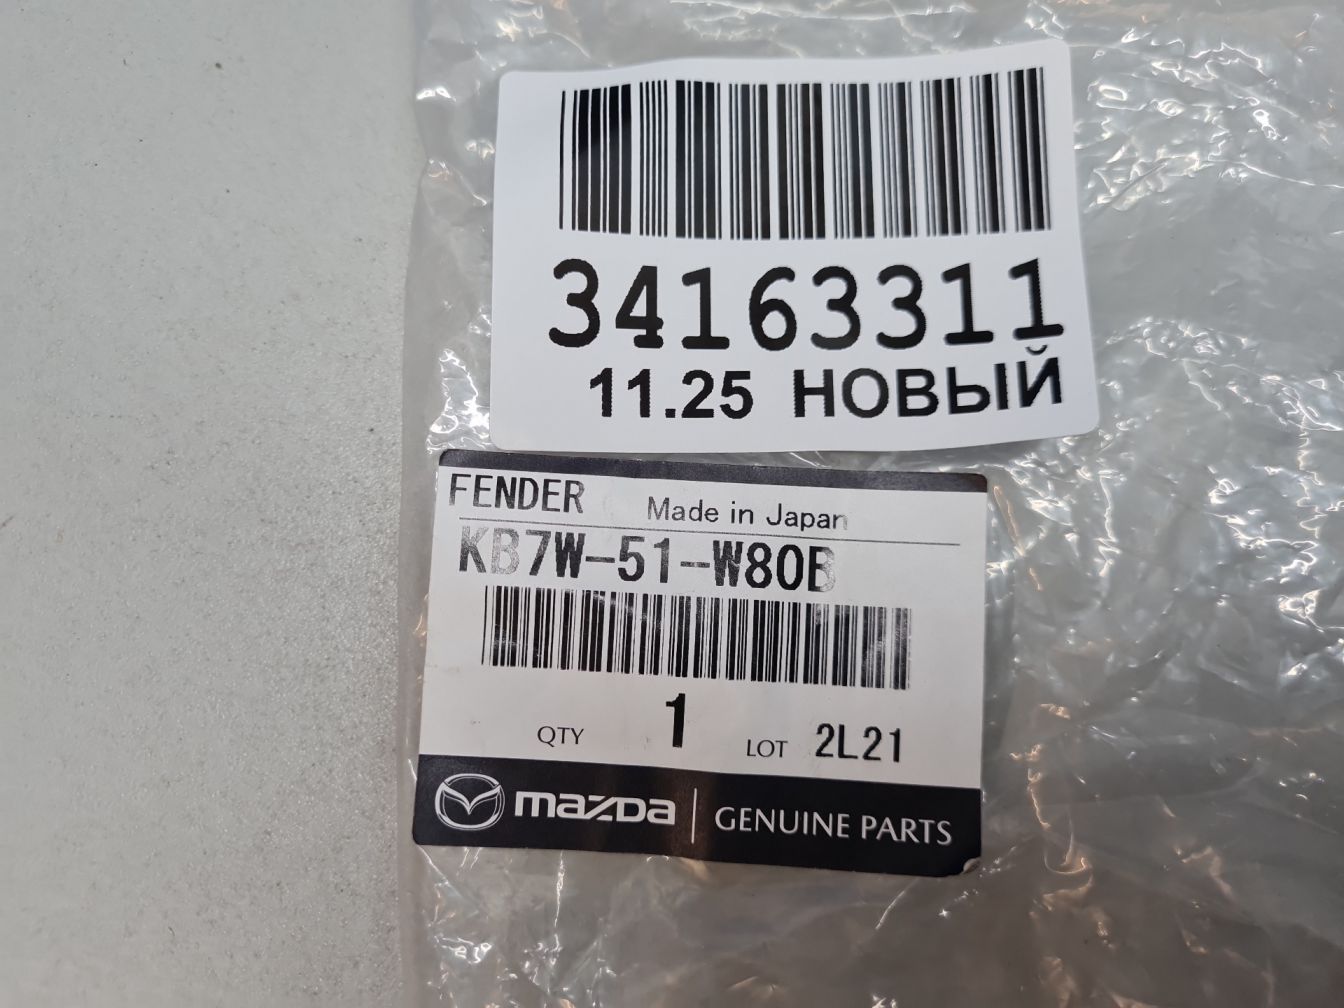 34163311
11.25 НОВЫЙ
FENDER Made in Japan
KB7W-51-W80B
QTY 1 LOT 2L21
mazda GENUINE PARTS